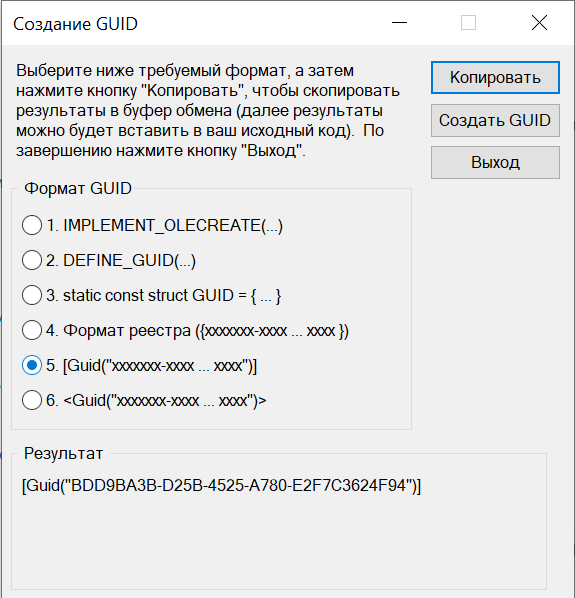 Создание GUID
Выберите ниже требуемый формат, а затем
нажмите кнопку "Копировать", чтобы скопировать
результаты в буфер обмена (далее результаты
можно будет вставить в ваш исходный код).  По
завершению нажмите кнопку "Выход".
Копировать
Создать GUID
Выход
Формат GUID
1. IMPLEMENT_OLECREATE(...)
2. DEFINE_GUID(...)
3. static const struct GUID = { ... }
4. Формат реестра ({xxxxxxx-xxxx ... xxxx })
5. [Guid("xxxxxxx-xxxx ... xxxx")]
6. <Guid("xxxxxxx-xxxx ... xxxx")>
Результат
[Guid("BDD9BA3B-D25B-4525-A780-E2F7C3624F94")]